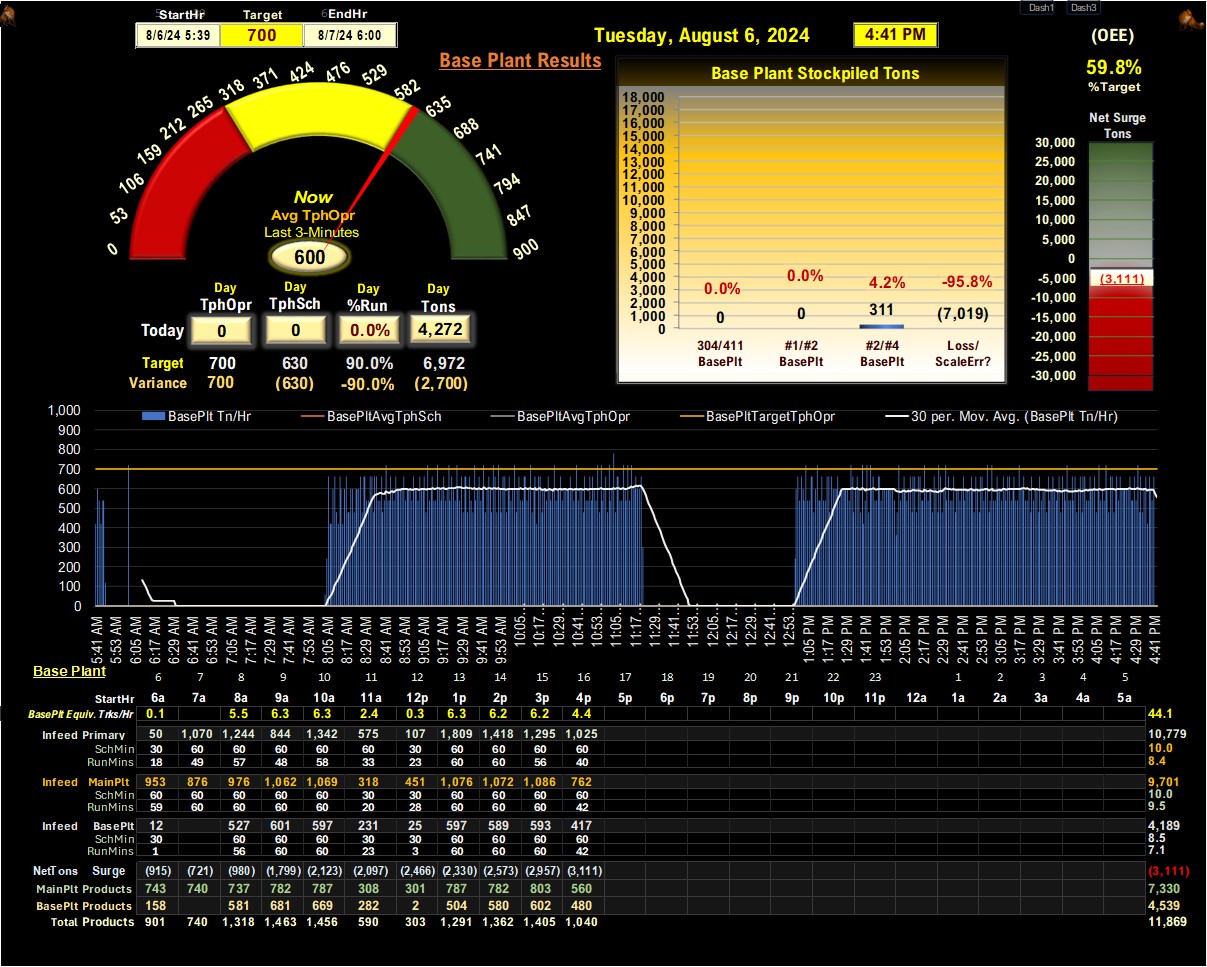 Dash1 Dash3
StartHr Target EndHr
8/6/24 5:39 700 8/7/24 6:00
Tuesday, August 6, 2024 4:41 PM (OEE)
Base Plant Results
59.8%
%Target
Base Plant Stockpiled Tons
Net Surge
Tons
0 53 106 159 212 265 318 371 424 476 529 582 635 688 741 794 847 900
Now
Avg TphOpr
Last 3-Minutes
600
18,000
17,000
16,000
15,000
14,000
13,000
12,000
11,000
10,000
9,000
8,000
7,000
6,000
5,000
4,000
3,000
2,000
1,000
0
0.0% 0.0% 4.2% -95.8%
0 0 311 (7,019)
304/411 #1/#2 #2/#4 Loss/
BasePlt BasePlt BasePlt ScaleErr?
30,000
25,000
20,000
15,000
10,000
5,000
0
-5,000
-10,000
-15,000
-20,000
-25,000
-30,000
(3,111)
Day Day Day Day
TphOpr TphSch %Run Tons
Today 0 0 0.0% 4,272
Target 700 630 90.0% 6,972
Variance 700 (630) -90.0% (2,700)
BasePlt Tn/Hr BasePltAvgTphSch BasePltAvgTphOpr BasePltTargetTphOpr 30 per. Mov. Avg. (BasePlt Tn/Hr)
1,000
900
800
700
600
500
400
300
200
100
0
5:41 AM 5:53 AM 6:05 AM 6:17 AM 6:29 AM 6:53 AM 7:05 AM 7:17 AM 7:29 AM 7:41 AM 7:53 AM 8:05 AM 8:17 AM 8:29 AM 8:41 AM 8:53 AM 9:05 AM 9:17 AM 9:29 AM 9:41 AM 9:53 AM 10:05... 10:17... 10:29... 10:41... 10:53... 11:05... 11:17... 11:29... 11:41... 11:53... 12:05... 12:17... 12:29... 12:41... 12:53... 1:05 PM 1:17 PM 1:29 PM 1:41 PM 1:53 PM 2:05 PM 2:17 PM 2:29 PM 2:41 PM 2:53 PM 3:05 PM 3:17 PM 3:29 PM 3:41 PM 3:53 PM 4:05 PM 4:17 PM 4:29 PM 4:41 PM
Base Plant
6 7 8 9 10 11 12 13 14 15 16 17 18 19 20 21 22 23 1 2 3 4 5
StartHr 6a 7a 8a 9a 10a 11a 12p 1p 2p 3p 4p 5p 6p 7p 8p 9p 10p 11p 12a 1a 2a 3a 4a 5a
BasePlt Equiv. Trks/Hr 0.1 5.5 6.3 6.3 2.4 0.3 6.3 6.2 6.2 4.4 44.1
Infeed Primary 50 1,070 1,244 844 1,342 575 107 1,809 1,418 1,295 1,025 10,779
SchMin 30 60 60 60 60 60 30 60 60 60 60 10.0
RunMins 18 49 57 48 58 33 23 60 60 56 40 8.4
Infeed MainPlt 953 876 976 1,062 1,069 318 451 1,076 1,072 1,086 762 9,701
SchMin 60 60 60 60 60 30 30 60 60 60 60 10.0
RunMins 59 60 60 60 60 20 28 60 60 60 42 9.5
Infeed BasePlt 12 527 601 597 231 25 597 589 593 417 4,189
SchMin 30 60 60 60 30 30 60 60 60 60 8.5
RunMins 1 56 60 60 23 3 60 60 60 42 7.1
NetTons Surge (915) (721) (980) (1,799) (2,123) (2,097) (2,466) (2,330) (2,573) (2,957) (3,111) (3,111)
MainPlt Products 743 740 737 782 787 308 301 787 782 803 560 7,330
BasePlt Products 158 581 681 669 282 2 504 580 602 480 4,539
Total Products 901 740 1,318 1,463 1,456 590 303 1,291 1,362 1,405 1,040 11,869